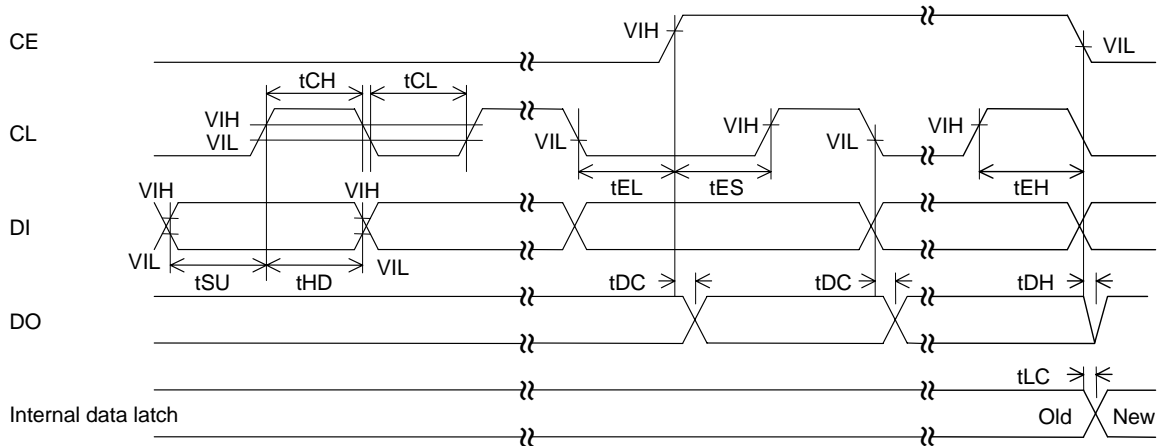 CE
VIH
VIL
tCH
tCL
CL
VIH
VIL
VIL
VIH
VIL
VIH
tEL
tES
tEH
VIH
VIH
DI
VIL
VIL
tSU
tHD
tDC
tDC
tDH
DO
tLC
Internal data latch
Old
New